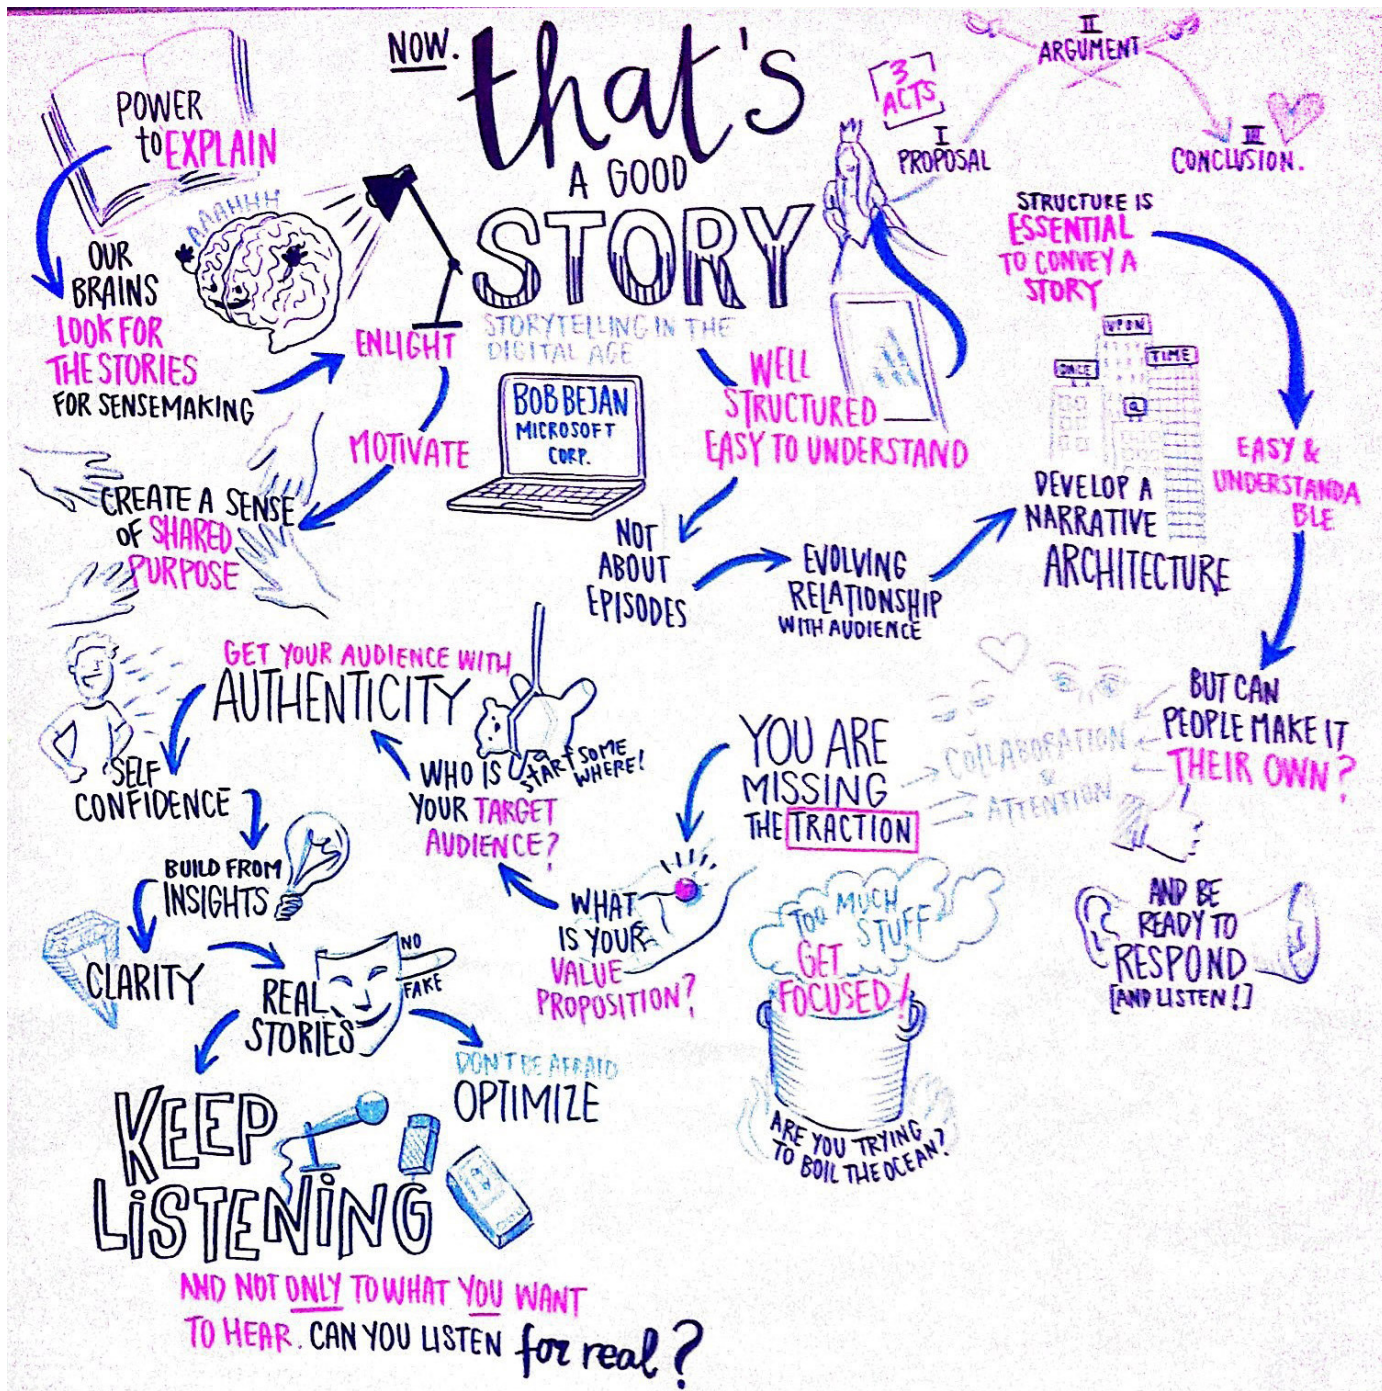 NOW.
that's
A GOOD
STORY
STORYTELLING IN THE
DIGITAL AGE
BOB BEJAN
MICROSOFT
CORP.
POWER
to EXPLAIN
AAAHHH
OUR
BRAINS
LOOK FOR
THE STORIES
FOR SENSEMAKING
ENLIGHT
MOTIVATE
CREATE A SENSE
OF SHARED
PURPOSE
WELL
STRUCTURED
EASY TO UNDERSTAND
3
ACTS
I
PROPOSAL
II
ARGUMENT
III
CONCLUSION.
STRUCTURE IS
ESSENTIAL
TO CONVEY A
STORY
EASY &
UNDERSTANDA
BLE
NOT
ABOUT
EPISODES
EVOLVING
RELATIONSHIP
WITH AUDIENCE
ONCE
UPON
a
TIME
DEVELOP A
NARRATIVE
ARCHITECTURE
BUT CAN
PEOPLE MAKE IT
THEIR OWN?
COLLABORATION
&
ATTENTION
AND BE
READY TO
RESPOND
[AND LISTEN!]
YOU ARE
MISSING
THE TRACTION
TOO MUCH
STUFF
GET
FOCUSED!
ARE YOU TRYING
TO BOIL THE OCEAN?
WHAT
IS YOUR
VALUE
PROPOSITION?
WHO IS
YOUR TARGET
AUDIENCE?
START SOME
WHERE!
GET YOUR AUDIENCE WITH
AUTHENTICITY
SELF
CONFIDENCE
BUILD FROM
INSIGHTS
CLARITY
REAL
STORIES
NO
FAKE
DON'T BE AFRAID
OPTIMIZE
KEEP
LISTENING
AND NOT ONLY TO WHAT YOU WANT
TO HEAR. CAN YOU LISTEN for real?